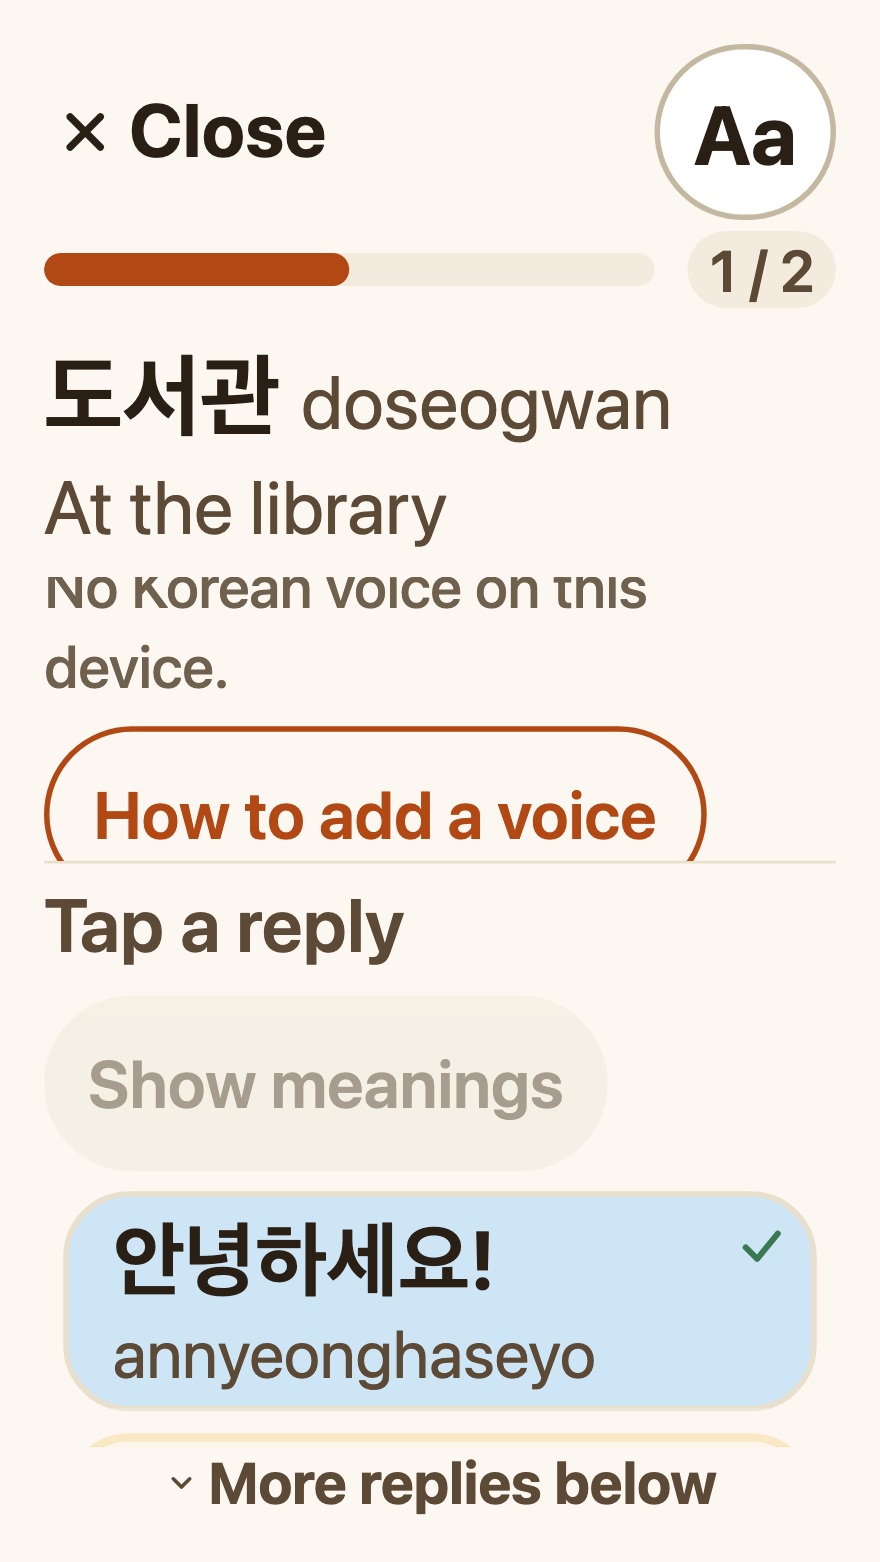 Close
Aa
1 / 2
도서관 doseogwan
At the library
No Korean voice on this
device.
How to add a voice
Tap a reply
Show meanings
안녕하세요!
annyeonghaseyo
More replies below